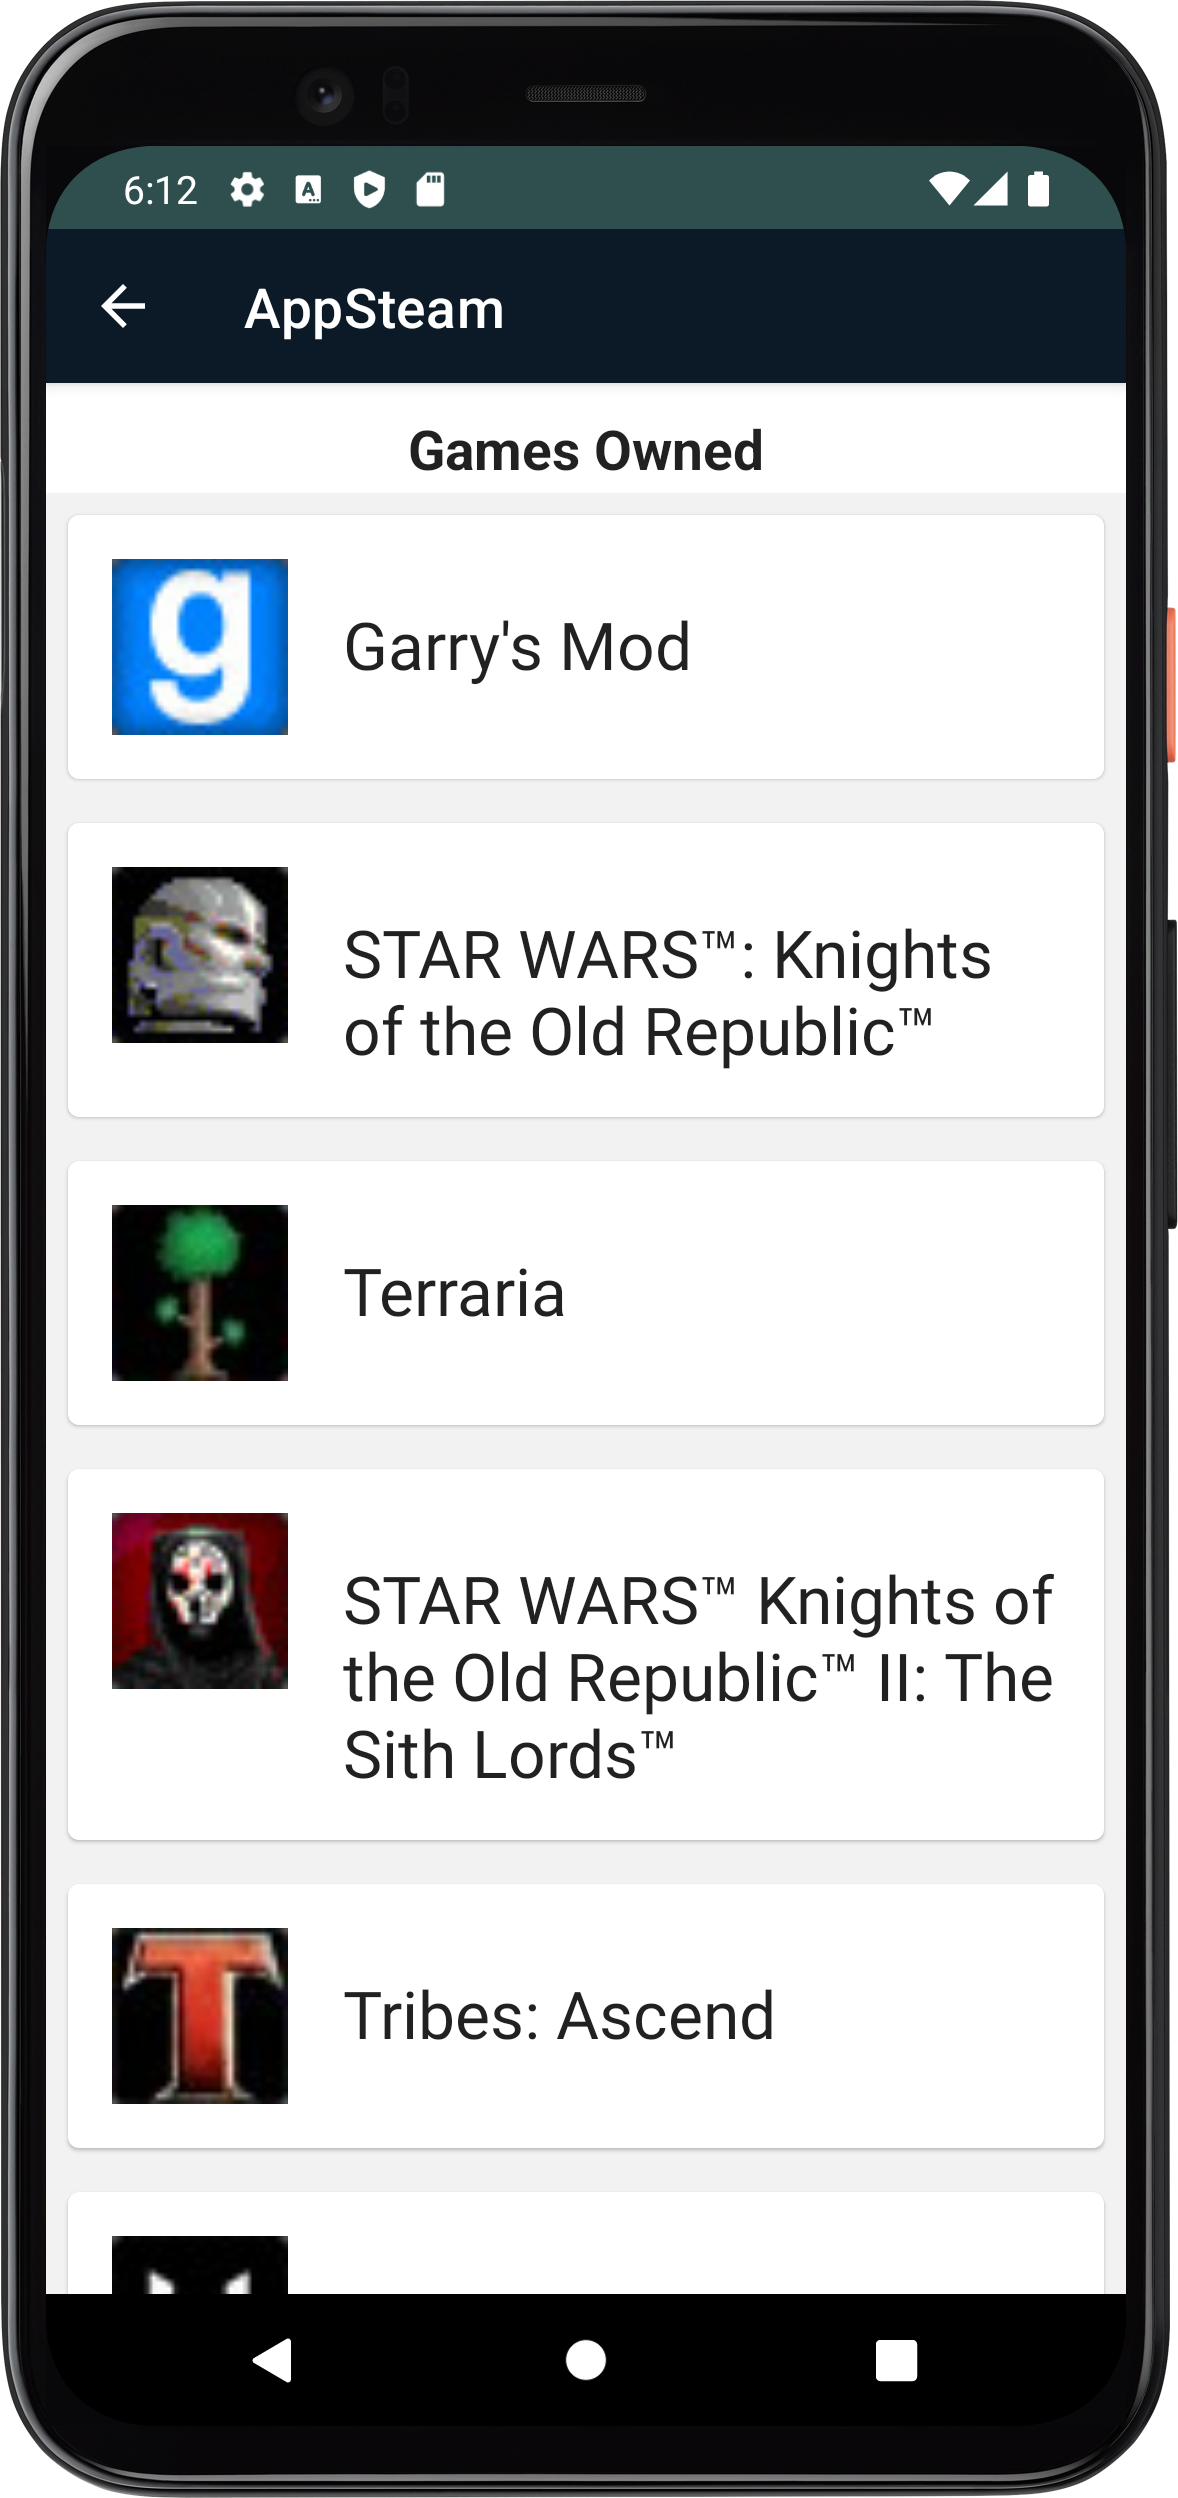 6:12
AppSteam
Games Owned
g
Garry's Mod
STAR WARS™: Knights
of the Old Republic™
Terraria
STAR WARS™ Knights of
the Old Republic™ II: The
Sith Lords™
T
Tribes: Ascend